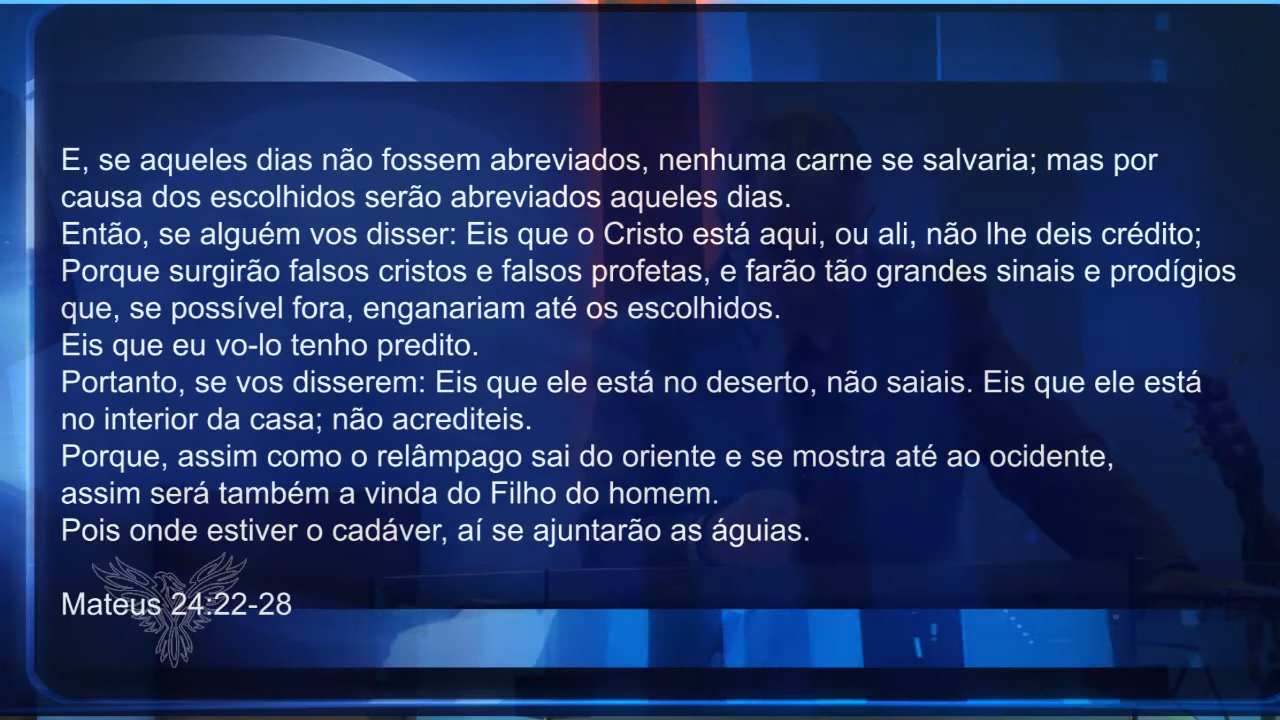 E, se aqueles dias não fossem abreviados, nenhuma carne se salvaria; mas por
causa dos escolhidos serão abreviados aqueles dias.
Então, se alguém vos disser: Eis que o Cristo está aqui, ou ali, não lhe deis crédito;
Porque surgirão falsos cristos e falsos profetas, e farão tão grandes sinais e prodígios
que, se possível fora, enganariam até os escolhidos.
Eis que eu vo-lo tenho predito.
Portanto, se vos disserem: Eis que ele está no deserto, não saiais. Eis que ele está
no interior da casa; não acrediteis.
Porque, assim como o relâmpago sai do oriente e se mostra até ao ocidente,
assim será também a vinda do Filho do homem.
Pois onde estiver o cadáver, aí se ajuntarão as águias.
Mateus 24:22-28